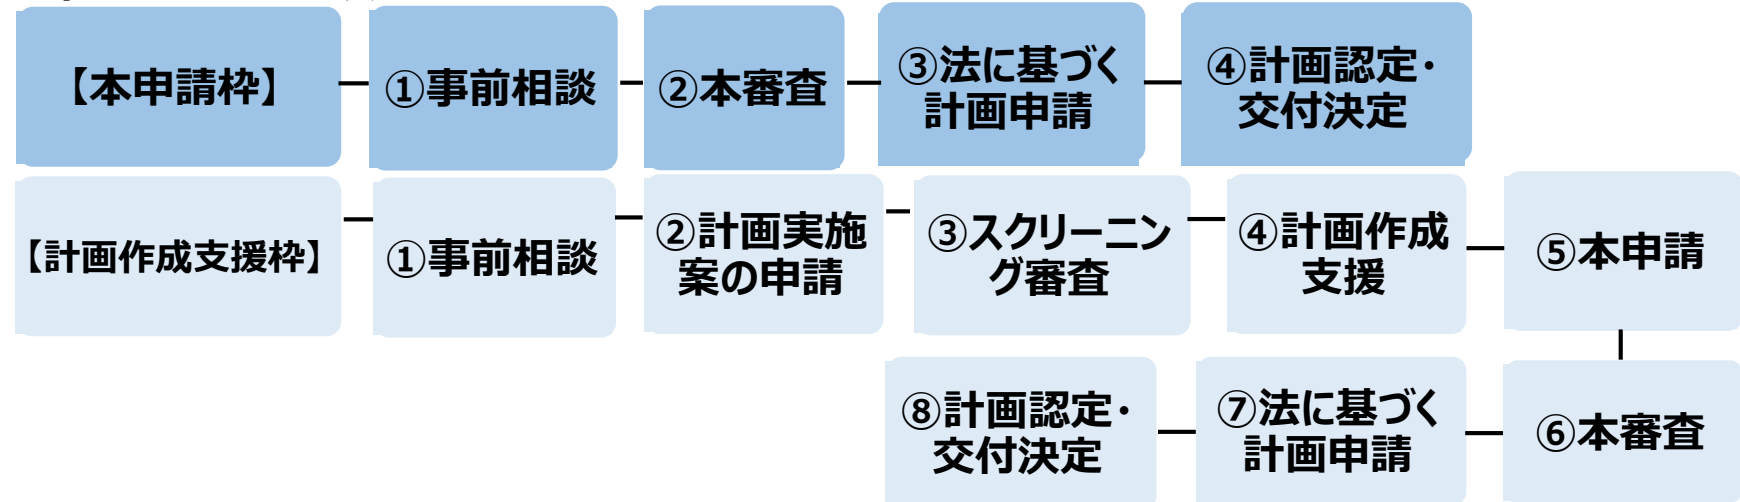 【本申請枠】
①事前相談
②本審査
③法に基づく
計画申請
④計画認定・
交付決定
【計画作成支援枠】
①事前相談
②計画実施
案の申請
③スクリーニン
グ審査
④計画作成
支援
⑤本申請
⑥本審査
⑦法に基づく
計画申請
⑧計画認定・
交付決定